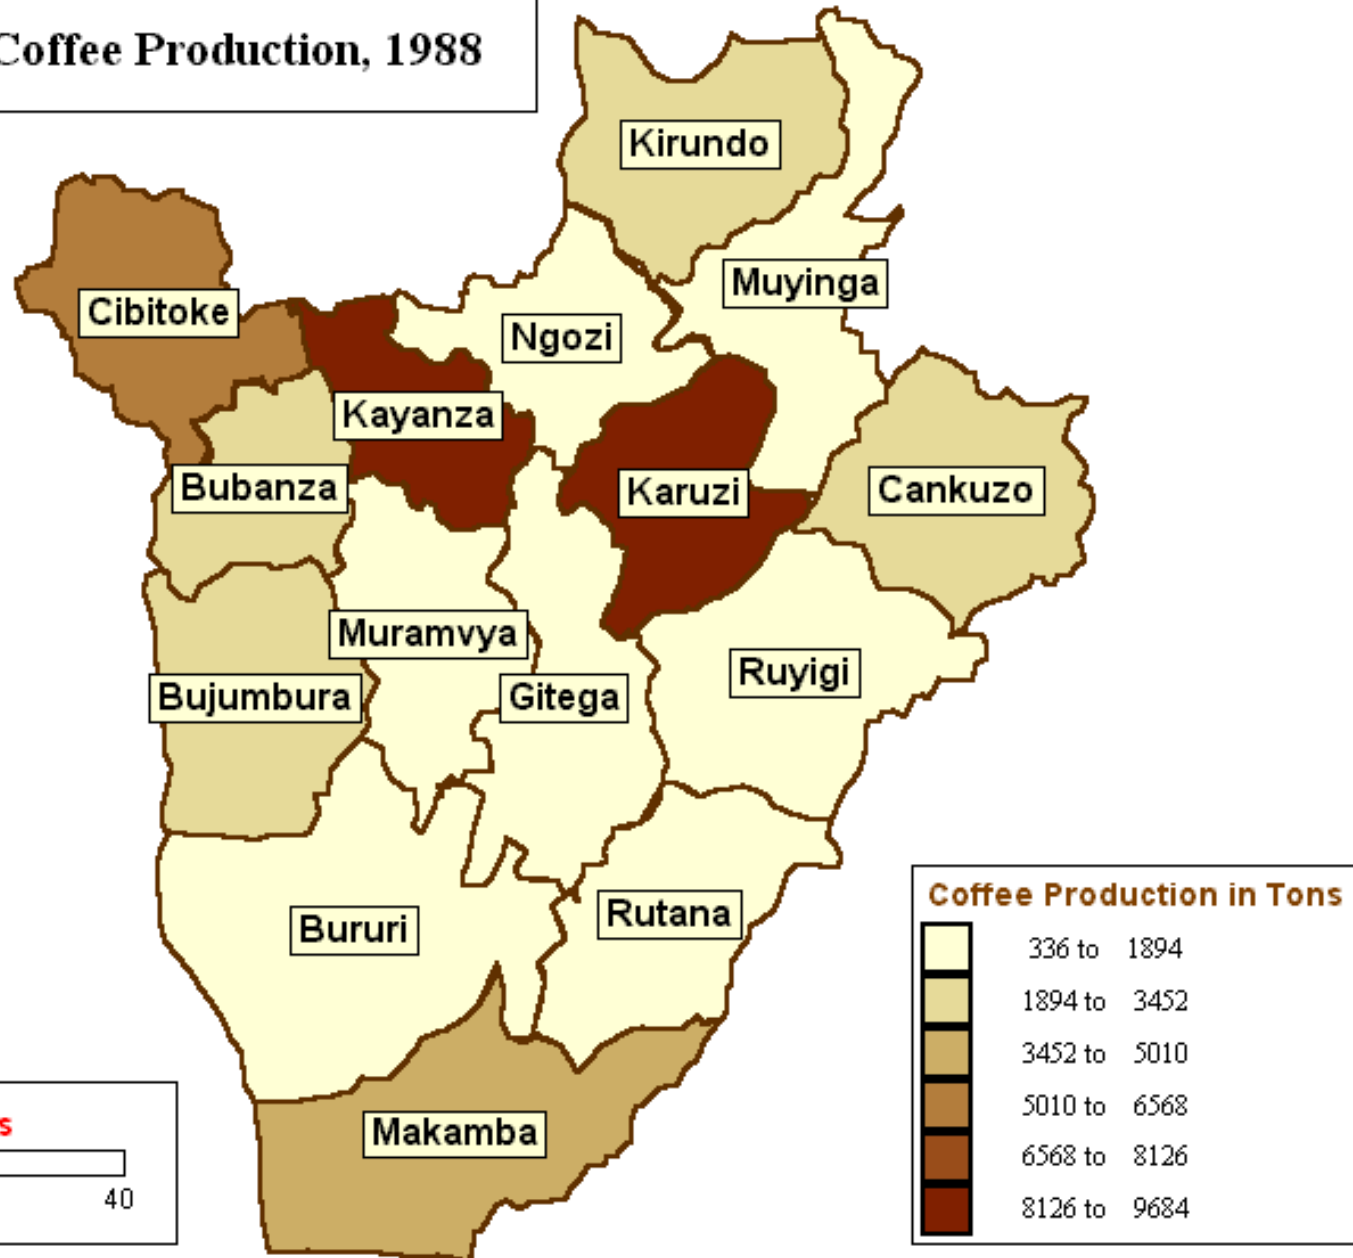 Coffee Production, 1988
Kirundo
Muyinga
Cibitoke
Ngozi
Kayanza
Bubanza
Karuzi
Cankuzo
Muramvya
Ruyigi
Bujumbura
Gitega
Rutana
Bururi
Makamba
s
40
Coffee Production in Tons
336 to 1894
1894 to 3452
3452 to 5010
5010 to 6568
6568 to 8126
8126 to 9684